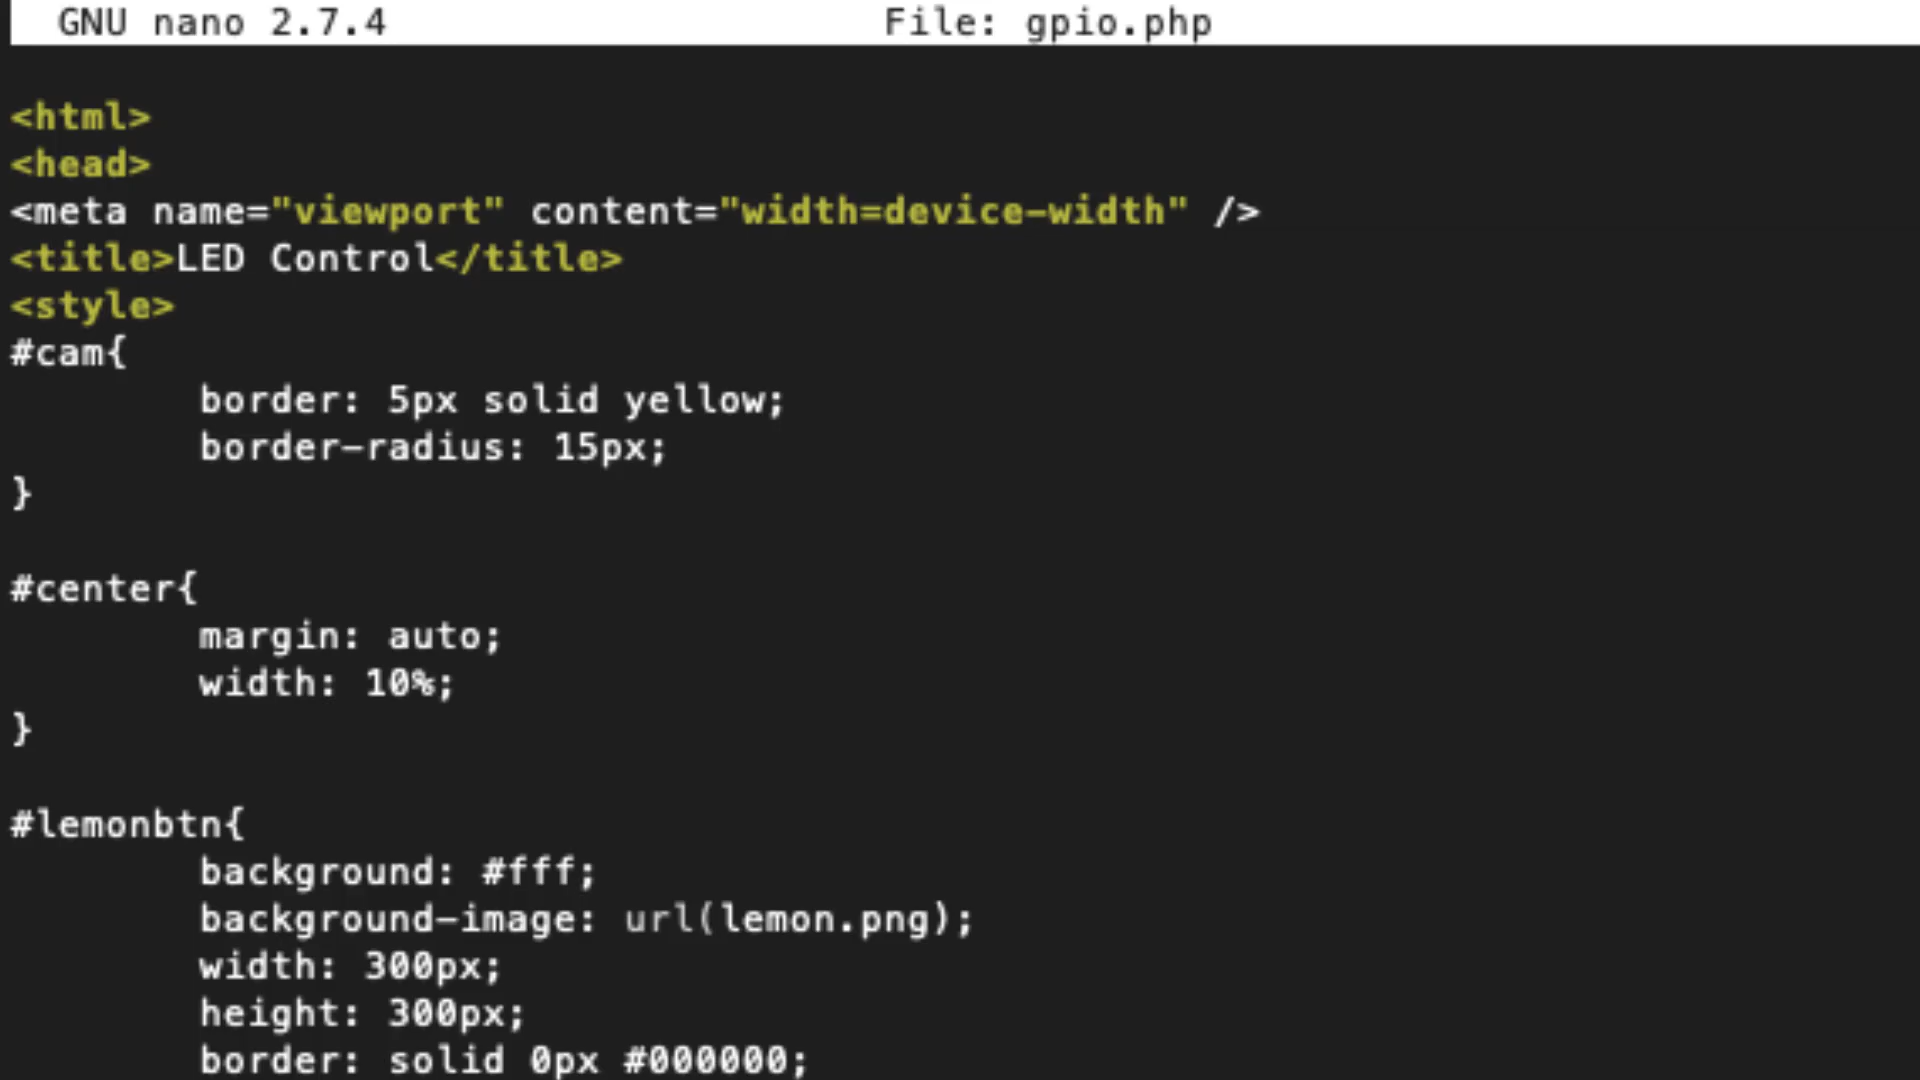 GNU nano 2.7.4 File: gpio.php
<html>
<head>
<meta name="viewport" content="width=device-width" />
<title>LED Control</title>
<style>
#cam{
border: 5px solid yellow;
border-radius: 15px;
}
#center{
margin: auto;
width: 10%;
}
#lemonbtn{
background: #fff;
background-image: url(lemon.png);
width: 300px;
height: 300px;
border: solid 0px #000000;